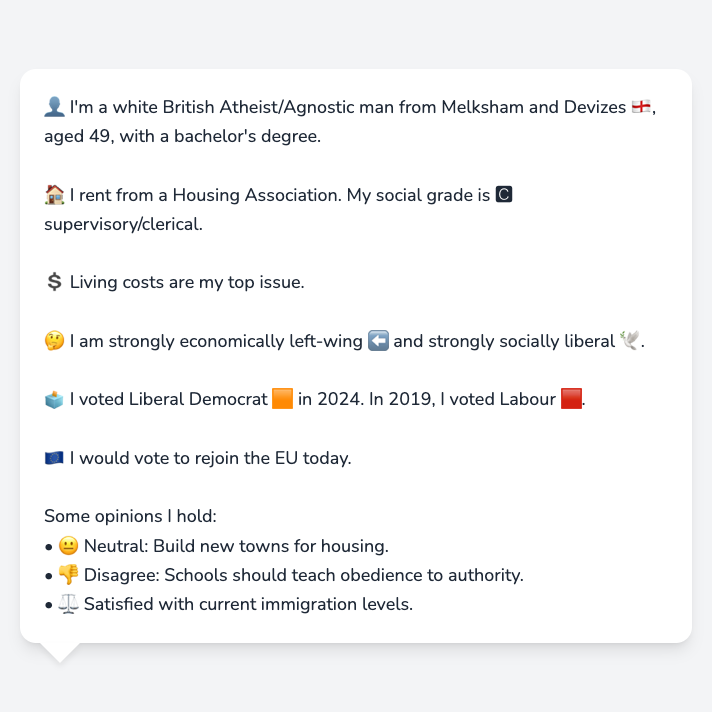 👤 I'm a white British Atheist/Agnostic man from Melksham and Devizes 🏴󠁧󠁢󠁥󠁮󠁧󠁿,
aged 49, with a bachelor's degree.
🏠 I rent from a Housing Association. My social grade is 🅲
supervisory/clerical.
💲 Living costs are my top issue.
🤔 I am strongly economically left-wing ⬅️ and strongly socially liberal 🕊️.
🗳️ I voted Liberal Democrat 🟧 in 2024. In 2019, I voted Labour 🟥.
🇪🇺 I would vote to rejoin the EU today.
Some opinions I hold:
• 😐 Neutral: Build new towns for housing.
• 👎 Disagree: Schools should teach obedience to authority.
• ⚖️ Satisfied with current immigration levels.